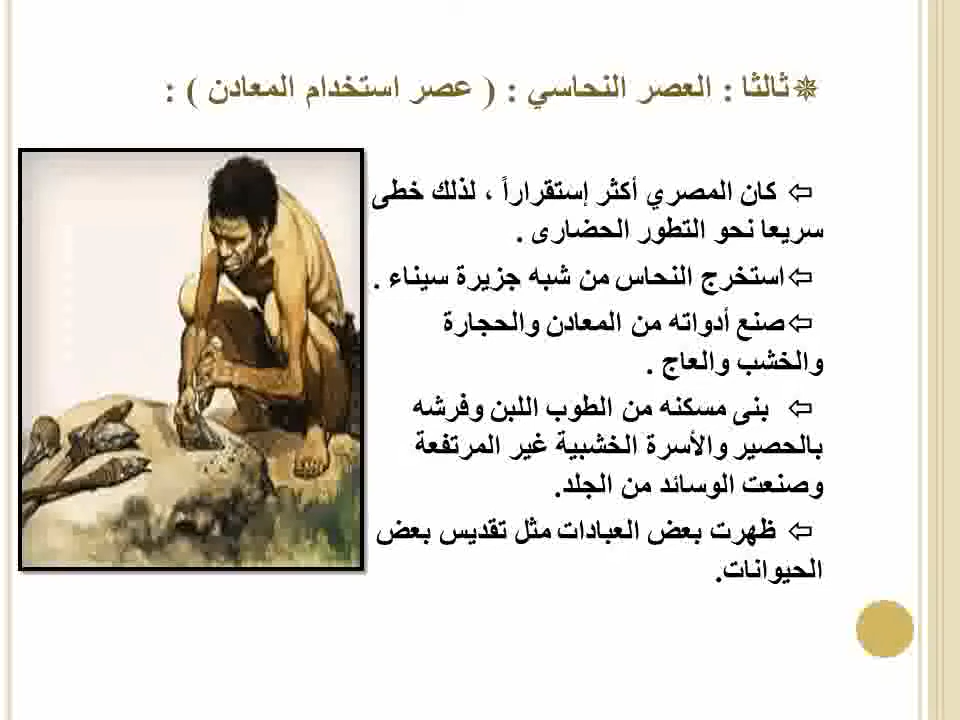 ثالثا : العصر النحاسي : ( عصر استخدام المعادن ) :
⇦ كان المصري أكثر إستقراراً ، لذلك خطى
سريعا نحو التطور الحضارى .
⇦استخرج النحاس من شبه جزيرة سيناء .
⇦صنع أدواته من المعادن والحجارة
والخشب والعاج .
⇦ بنى مسكنه من الطوب اللبن وفرشه
بالحصير والأسرة الخشبية غير المرتفعة
وصنعت الوسائد من الجلد.
⇦ ظهرت بعض العبادات مثل تقديس بعض
الحيوانات.